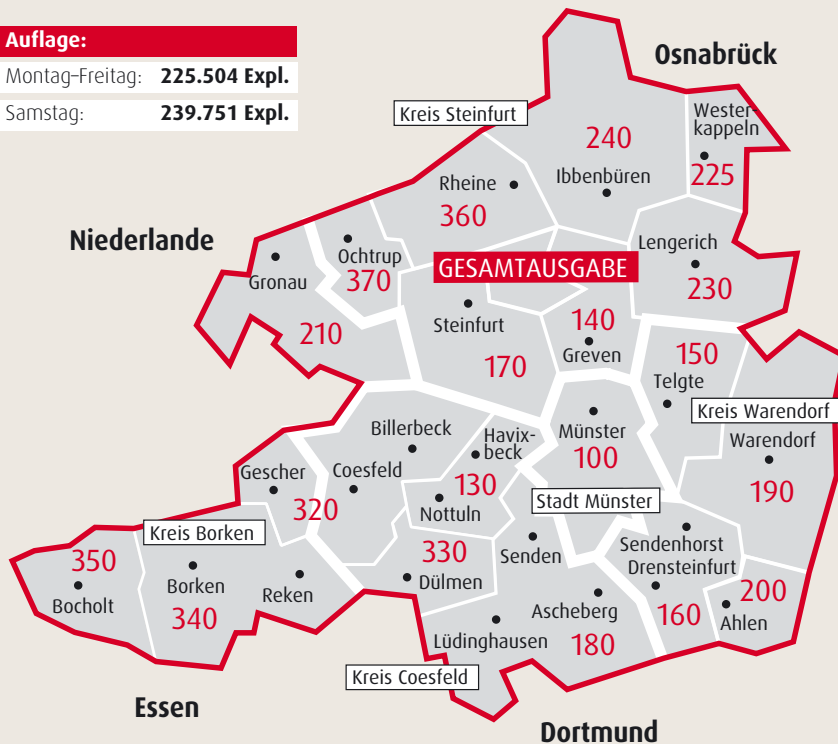 Auflage:
Montag–Freitag: 225.504 Expl.
Samstag: 239.751 Expl.
Osnabrück
Kreis Steinfurt
Wester-
kappeln
225
240
Ibbenbüren
Rheine
360
Niederlande
Ochtrup
370
Gronau
210
GESAMTAUSGABE
Lengerich
230
Steinfurt
170
140
Greven
150
Telgte
Kreis Warendorf
Warendorf
190
Münster
100
Billerbeck
Havix-
beck
130
Nottuln
Gescher
Coesfeld
320
Stadt Münster
Kreis Borken
350
Bocholt
Borken
340
Reken
330
Dülmen
Senden
Sendenhorst
Drensteinfurt
160
200
Ahlen
Ascheberg
180
Lüdinghausen
Kreis Coesfeld
Essen
Dortmund